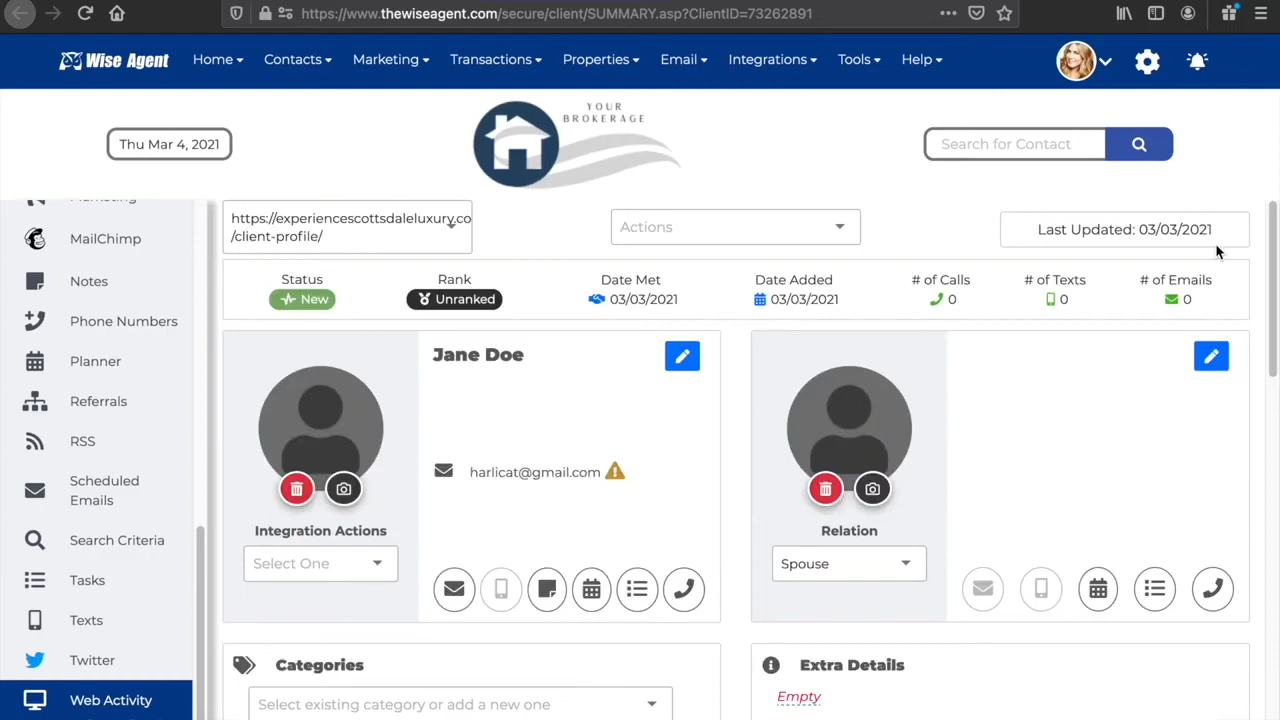 https://www.thewiseagent.com/secure/client/SUMMARY.asp?ClientID=73262891
Wise Agent
Home
Contacts
Marketing
Transactions
Properties
Email
Integrations
Tools
Help
Thu Mar 4, 2021
YOUR
BROKERAGE
Search for Contact
Marketing
MailChimp
Notes
Phone Numbers
Planner
Referrals
RSS
Scheduled
Emails
Search Criteria
Tasks
Texts
Twitter
Web Activity
https://experiencescottsdaleluxury.co
/client-profile/
Actions
Last Updated: 03/03/2021
Status
New
Rank
Unranked
Date Met
03/03/2021
Date Added
03/03/2021
# of Calls
0
# of Texts
0
# of Emails
0
Jane Doe
harlicat@gmail.com
Integration Actions
Select One
Relation
Spouse
Categories
Select existing category or add a new one
Extra Details
Empty